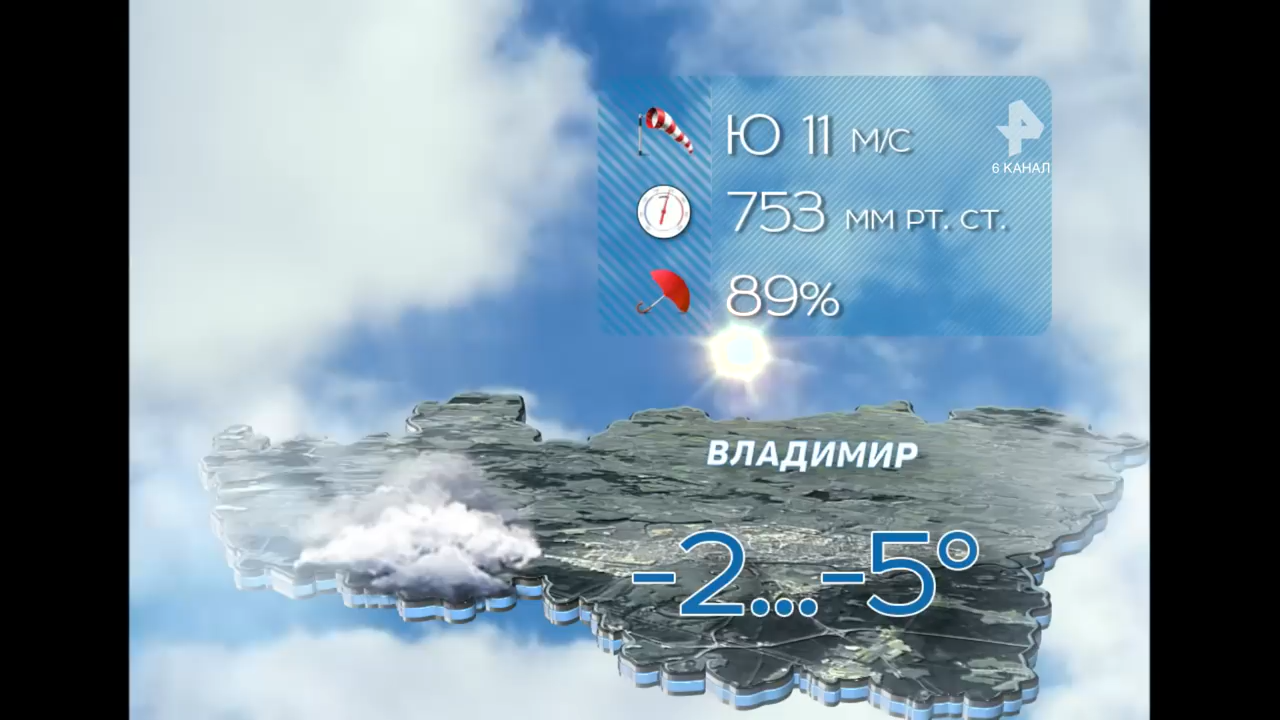 Ю 11 М/С
6 КАНАЛ
753 ММ РТ. СТ.
89%
ВЛАДИМИР
-2...-5°